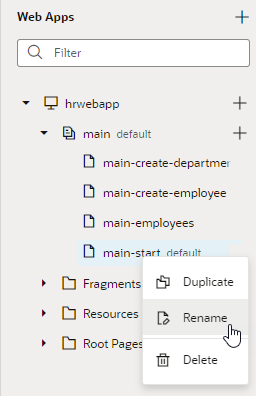 Web Apps
Filter
hrwebapp
main default
main-create-departmer
main-create-employee
main-employees
main-start default
Fragments
Duplicate
Resources
Rename
Root Pages
Delete